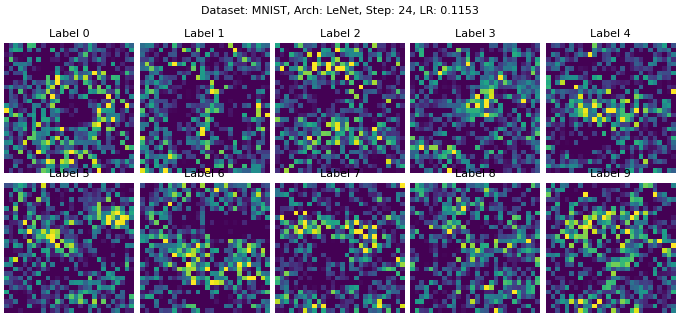 Dataset: MNIST, Arch: LeNet, Step: 24, LR: 0.1153
Label 0 Label 1 Label 2 Label 3 Label 4
Label 5 Label 6 Label 7 Label 8 Label 9